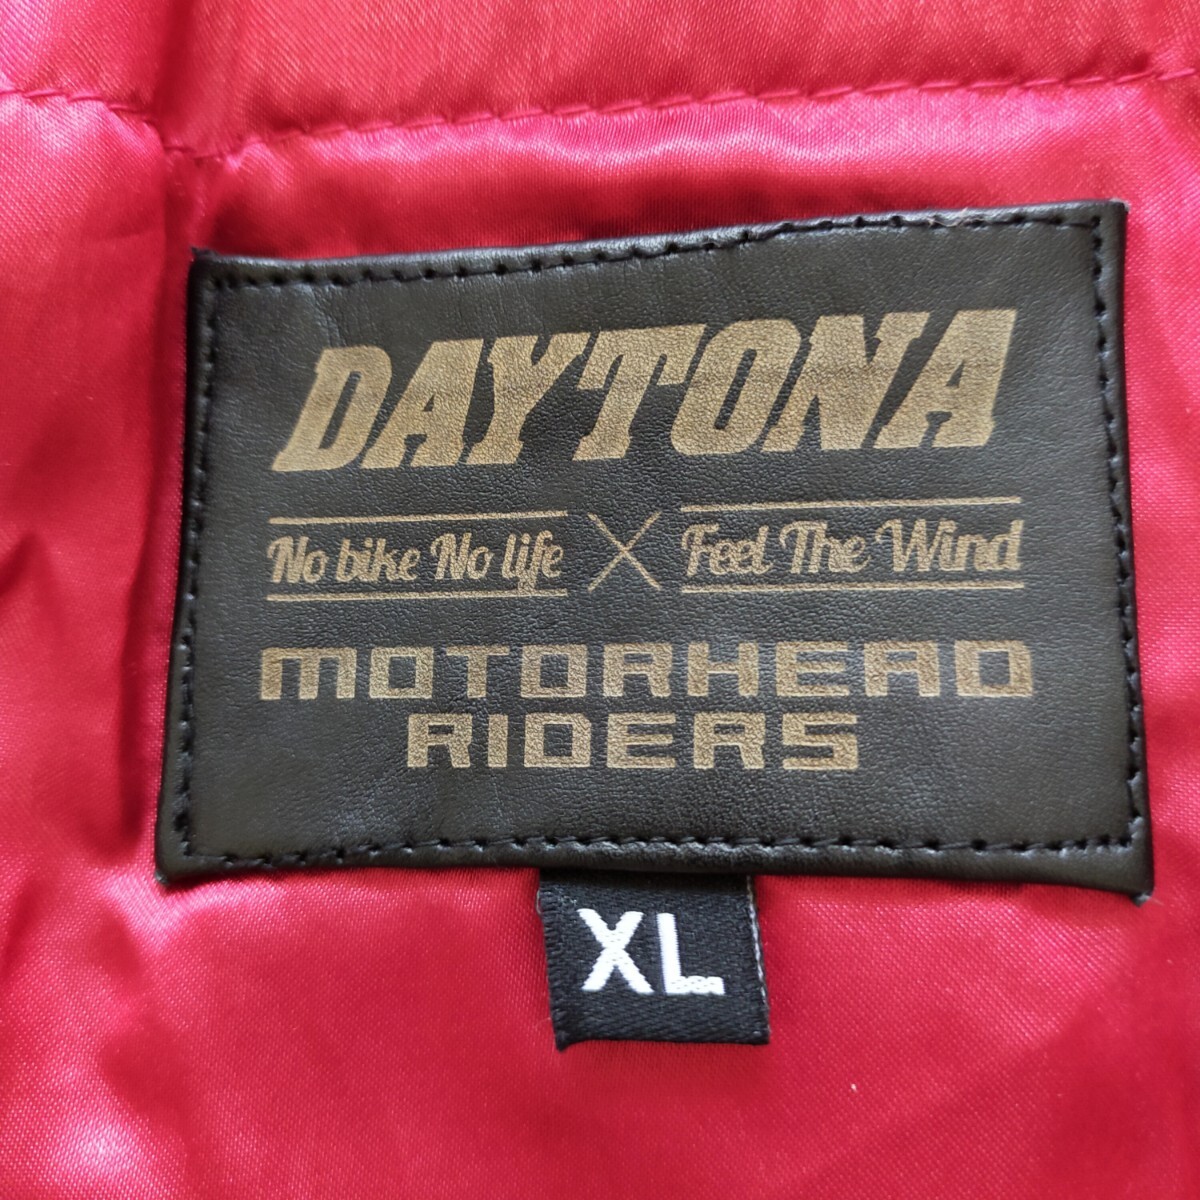 DAYTONA
No bike No life X Feel The Wind
MOTORHEAD
RIDERS
XL